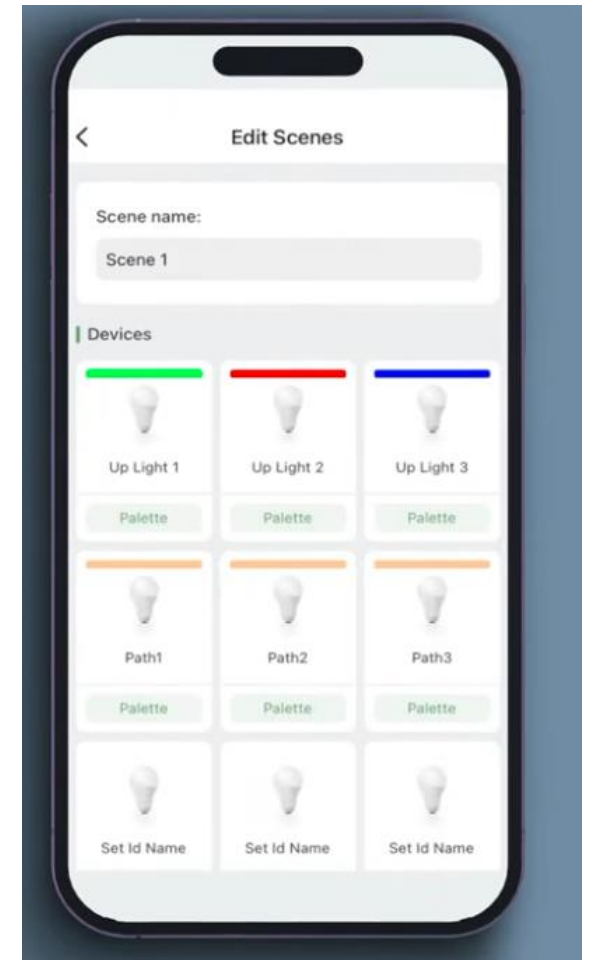 Edit Scenes
Scene name:
Scene 1
Devices
Up Light 1 Up Light 2 Up Light 3
Palette Palette Palette
Path1 Path2 Path3
Palette Palette Palette
Set Id Name Set Id Name Set Id Name